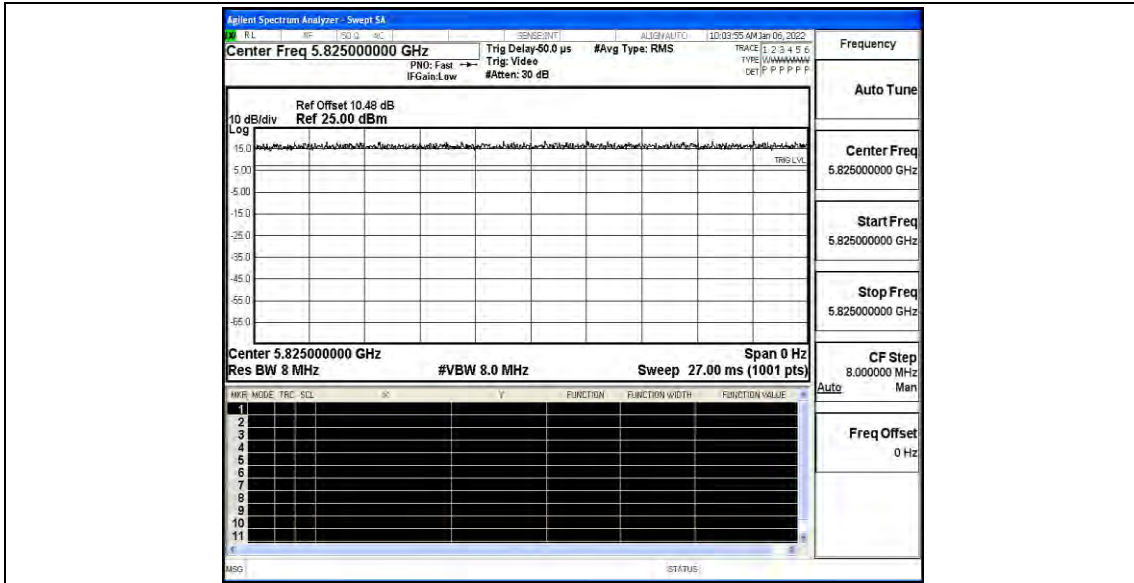 Agilent Spectrum Analyzer - Swept SA
RL RF 50 Ω AC SENSE:INT ALIGN AUTO 10:03:55 AM Jan 06, 2022
Center Freq 5.825000000 GHz
PNO: Fast
IFGain:Low
Trig Delay-50.0 µs
Trig: Video
#Atten: 30 dB
#Avg Type: RMS
TRACE 1 2 3 4 5 6
TYPE
DET P P P P P P
Ref Offset 10.48 dB
10 dB/div Ref 25.00 dBm
Log
15.0
TRIG LVL
5.00
-5.00
-15.0
-25.0
-35.0
-45.0
-55.0
-65.0
Center 5.825000000 GHz Span 0 Hz
Res BW 8 MHz #VBW 8.0 MHz Sweep 27.00 ms (1001 pts)
MKR MODE TRC SCL X Y FUNCTION FUNCTION WIDTH FUNCTION VALUE
1
2
3
4
5
6
7
8
9
10
11
MSG STATUS
Frequency
Auto Tune
Center Freq
5.825000000 GHz
Start Freq
5.825000000 GHz
Stop Freq
5.825000000 GHz
CF Step
8.000000 MHz
Auto Man
Freq Offset
0 Hz